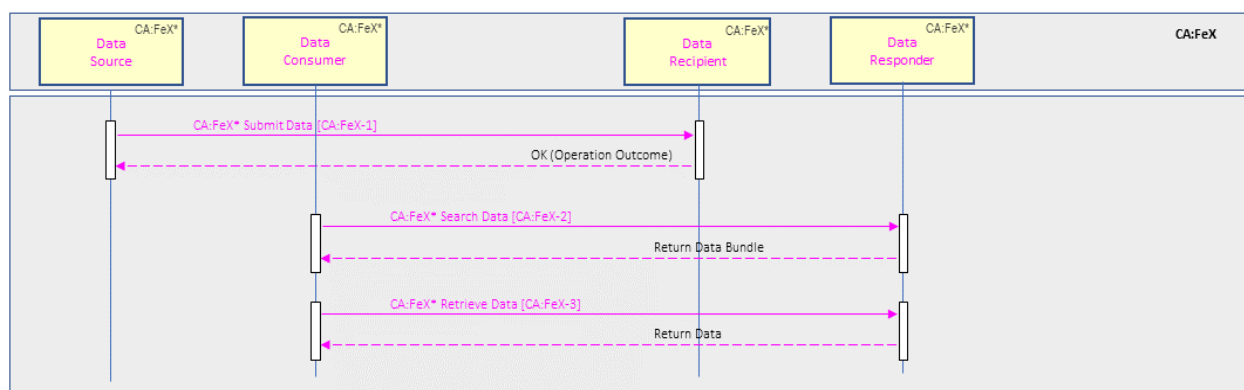 CA:FeX*
Data
Source
CA:FeX*
Data
Consumer
CA:FeX*
Data
Recipient
CA:FeX*
Data
Responder
CA:FeX
CA:FeX* Submit Data [CA:FeX-1]
OK (Operation Outcome)
CA:FeX* Search Data [CA:FeX-2]
Return Data Bundle
CA:FeX* Retrieve Data [CA:FeX-3]
Return Data